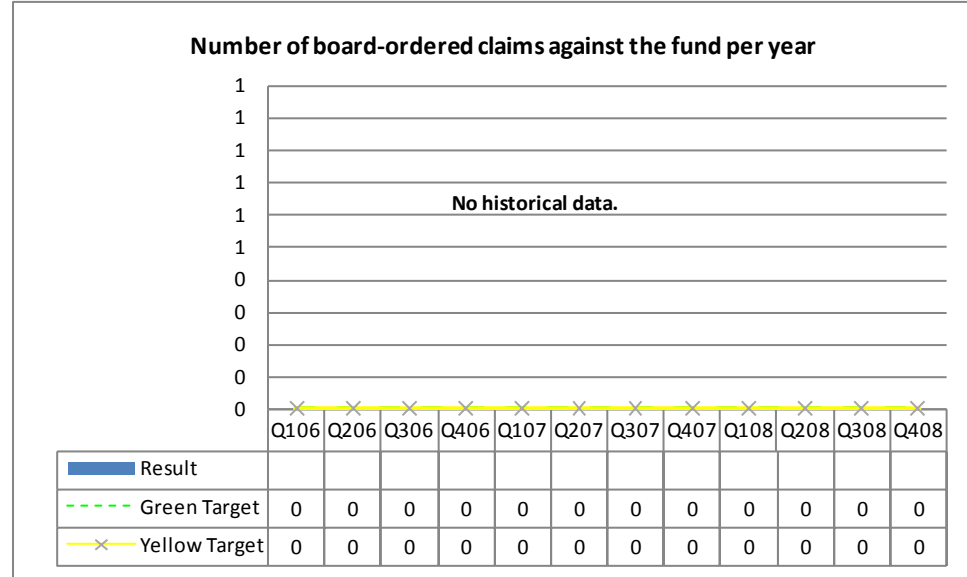 Number of board-ordered claims against the fund per year
1
1
1
1
1
1
0
0
0
0
0
No historical data.
Q106 Q206 Q306 Q406 Q107 Q207 Q307 Q407 Q108 Q208 Q308 Q408
Result
Green Target 0 0 0 0 0 0 0 0 0 0 0 0
Yellow Target 0 0 0 0 0 0 0 0 0 0 0 0